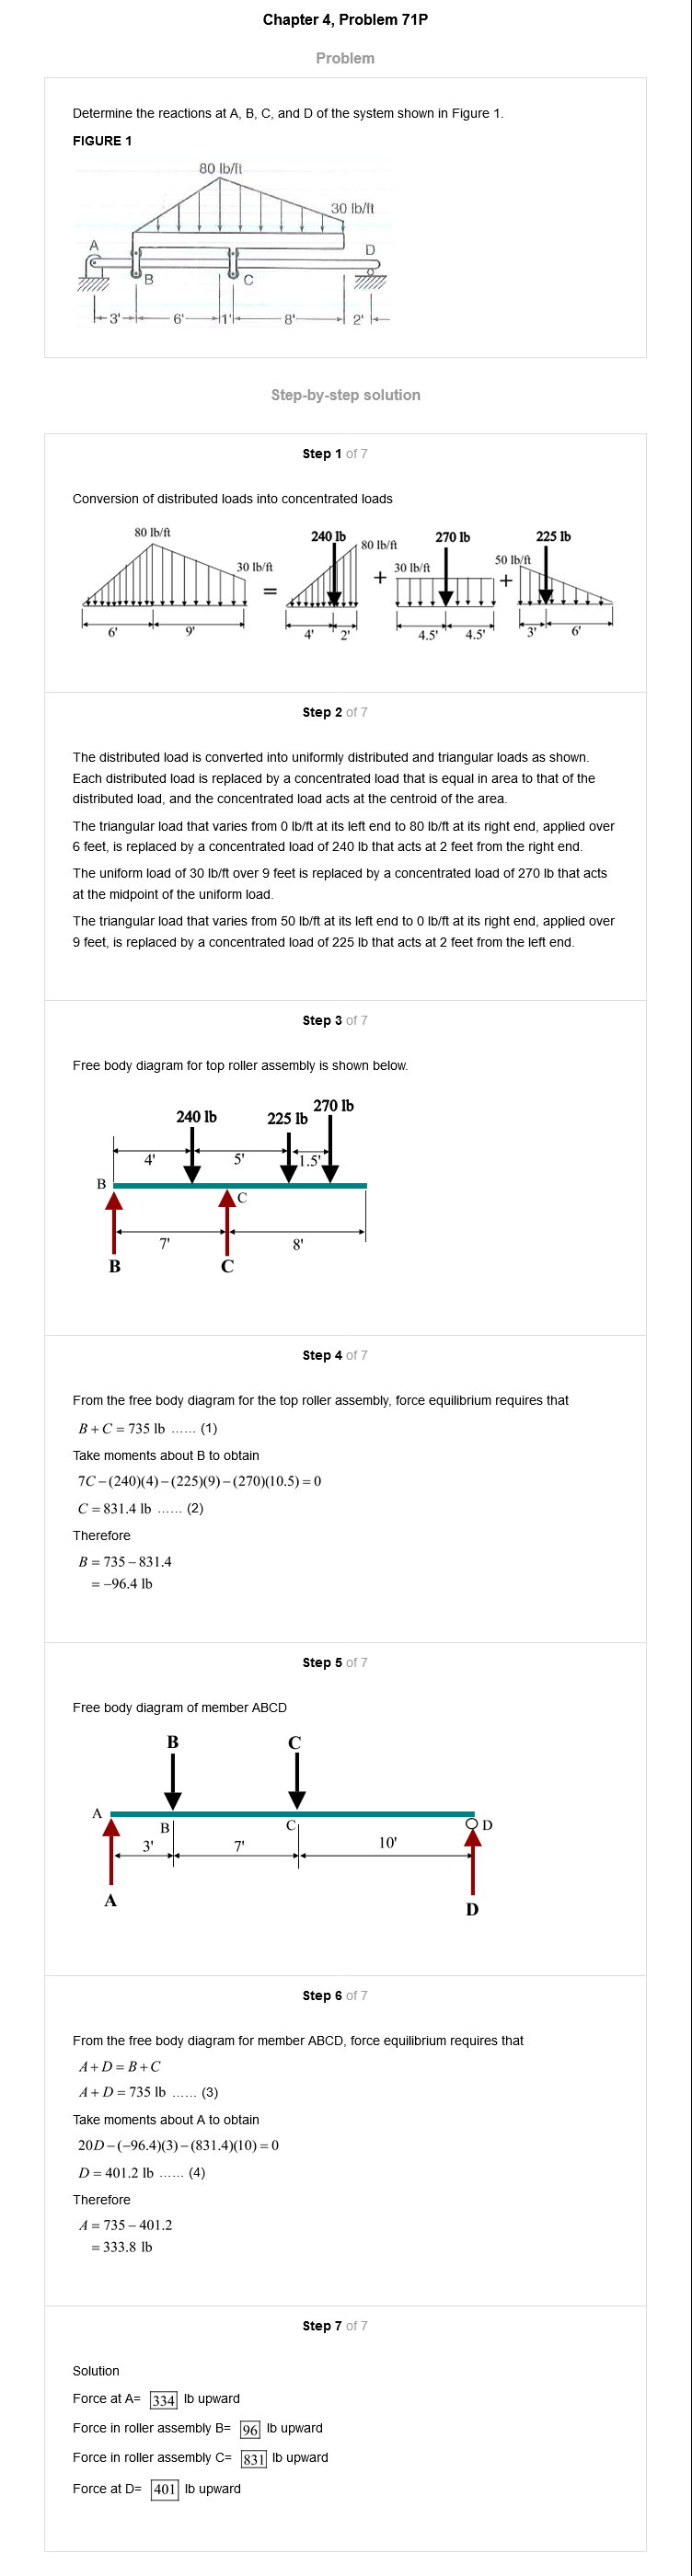 Chapter 4, Problem 71P
Problem
Determine the reactions at A, B, C, and D of the system shown in Figure 1.
FIGURE 1
80 lb/ft
30 lb/ft
A
D
B
C
3'
6'
1'
8'
2'
Step-by-step solution
Step 1 of 7
Conversion of distributed loads into concentrated loads
80 lb/ft
30 lb/ft
=
240 lb
80 lb/ft
+
30 lb/ft
270 lb
+
50 lb/ft
225 lb
6'
9'
4'
2'
4.5'
4.5'
3'
6'
Step 2 of 7
The distributed load is converted into uniformly distributed and triangular loads as shown.
Each distributed load is replaced by a concentrated load that is equal in area to that of the
distributed load, and the concentrated load acts at the centroid of the area.
The triangular load that varies from 0 lb/ft at its left end to 80 lb/ft at its right end, applied over
6 feet, is replaced by a concentrated load of 240 lb that acts at 2 feet from the right end.
The uniform load of 30 lb/ft over 9 feet is replaced by a concentrated load of 270 lb that acts
at the midpoint of the uniform load.
The triangular load that varies from 50 lb/ft at its left end to 0 lb/ft at its right end, applied over
9 feet, is replaced by a concentrated load of 225 lb that acts at 2 feet from the left end.
Step 3 of 7
Free body diagram for top roller assembly is shown below.
240 lb
225 lb
270 lb
4'
5'
1.5'
B
C
7'
8'
B
C
Step 4 of 7
From the free body diagram for the top roller assembly, force equilibrium requires that
B + C = 735 lb ...... (1)
Take moments about B to obtain
7C − (240)(4) − (225)(9) − (270)(10.5) = 0
C = 831.4 lb ...... (2)
Therefore
B = 735 − 831.4
= −96.4 lb
Step 5 of 7
Free body diagram of member ABCD
B
C
A
B
C
D
3'
7'
10'
A
D
Step 6 of 7
From the free body diagram for member ABCD, force equilibrium requires that
A + D = B + C
A + D = 735 lb ...... (3)
Take moments about A to obtain
20D − (−96.4)(3) − (831.4)(10) = 0
D = 401.2 lb ...... (4)
Therefore
A = 735 − 401.2
= 333.8 lb
Step 7 of 7
Solution
Force at A= 334 lb upward
Force in roller assembly B= 96 lb upward
Force in roller assembly C= 831 lb upward
Force at D= 401 lb upward